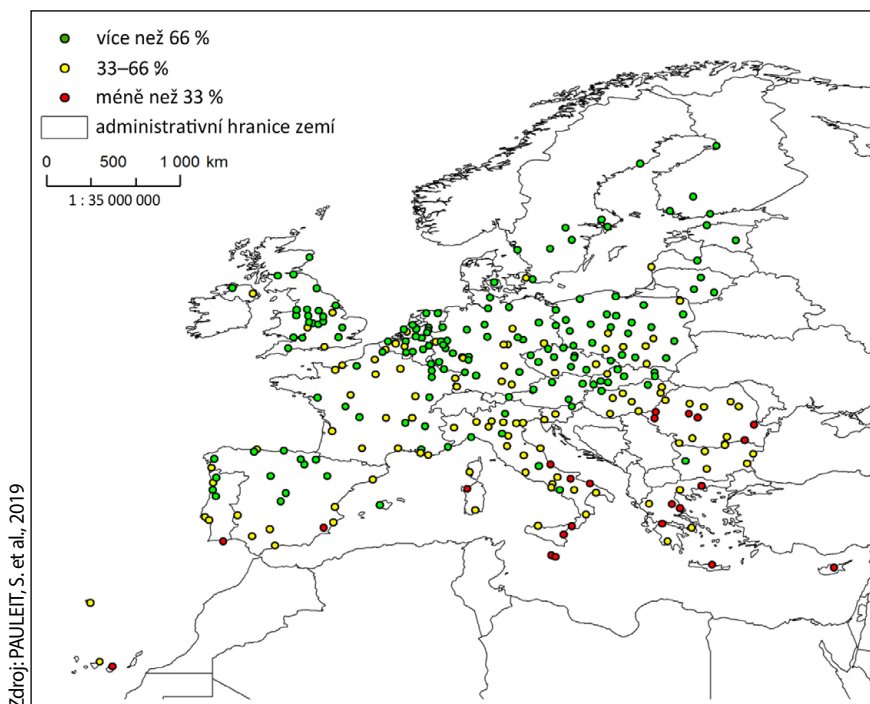 více než 66 %
33–66 %
méně než 33 %
administrativní hranice zemí
0 500 1 000 km
1 : 35 000 000
Zdroj: PAULEIT, S. et al., 2019